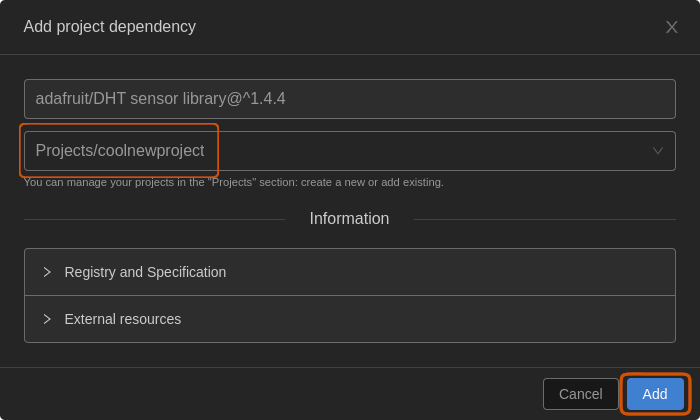 Add project dependency
adafruit/DHT sensor library@^1.4.4
Projects/coolnewproject
You can manage your projects in the "Projects" section: create a new or add existing.
Information
Registry and Specification
External resources
Cancel
Add